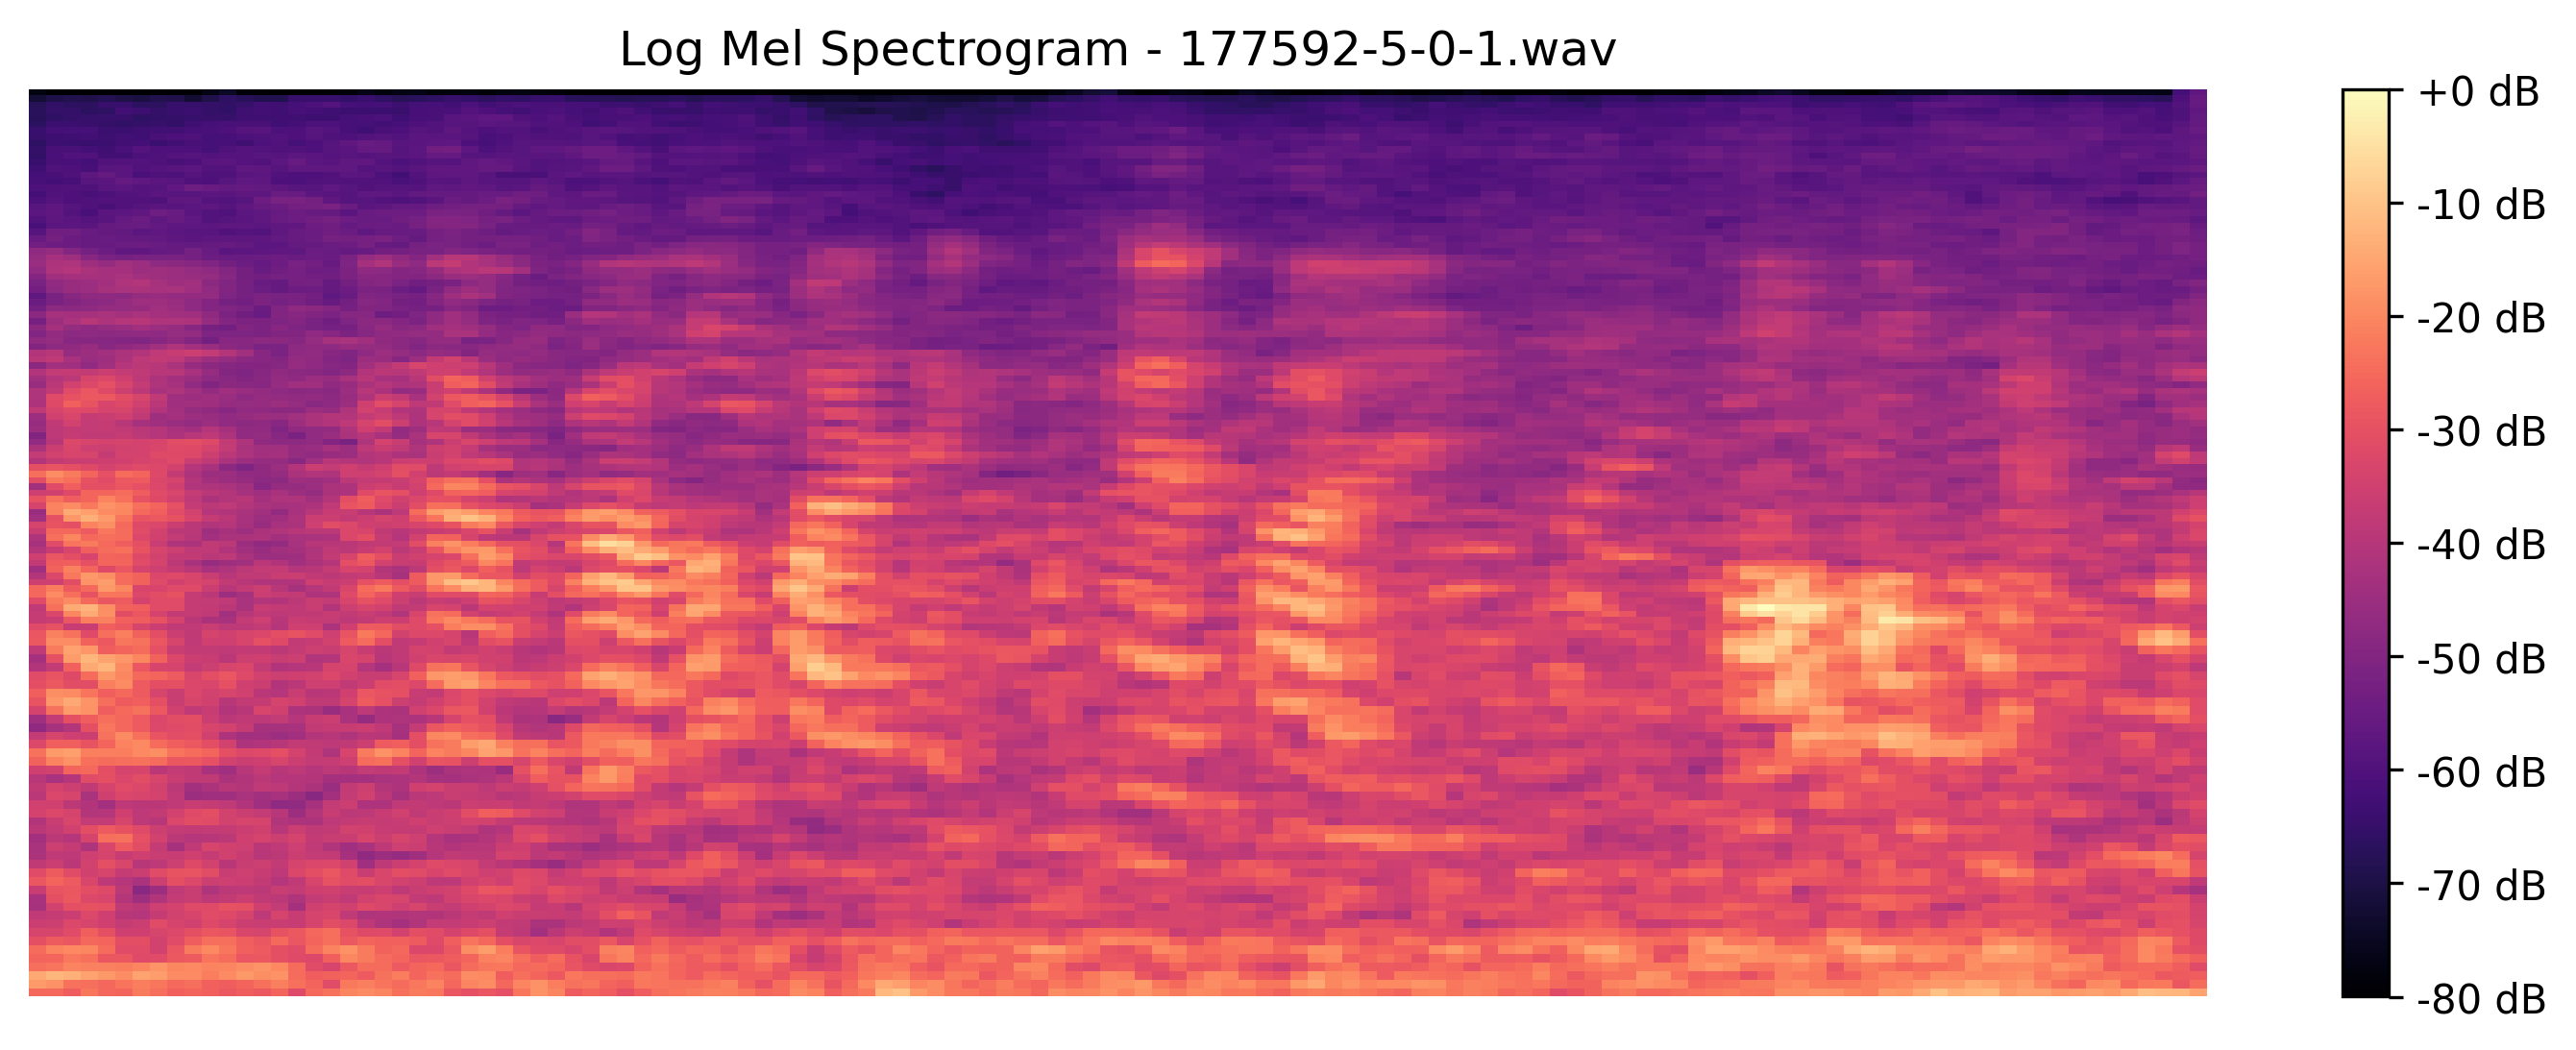 Log Mel Spectrogram - 177592-5-0-1.wav
+0 dB
-10 dB
-20 dB
-30 dB
-40 dB
-50 dB
-60 dB
-70 dB
-80 dB